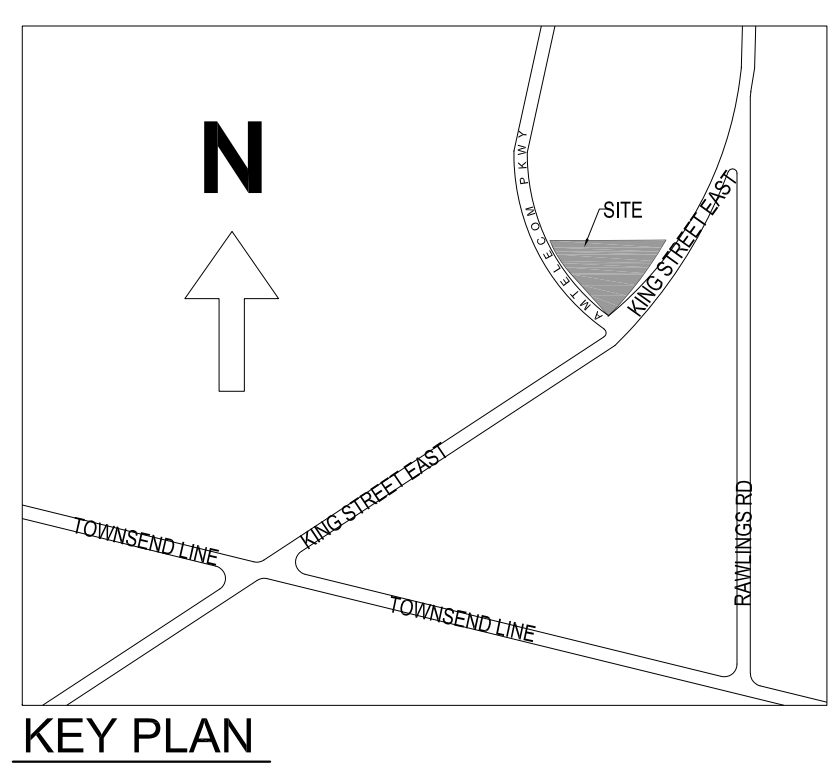 N
AMTELECOM PKWY
SITE
KING STREET EAST
KING STREET EAST
TOWNSEND LINE
TOWNSEND LINE
RAWLINGS RD
KEY PLAN